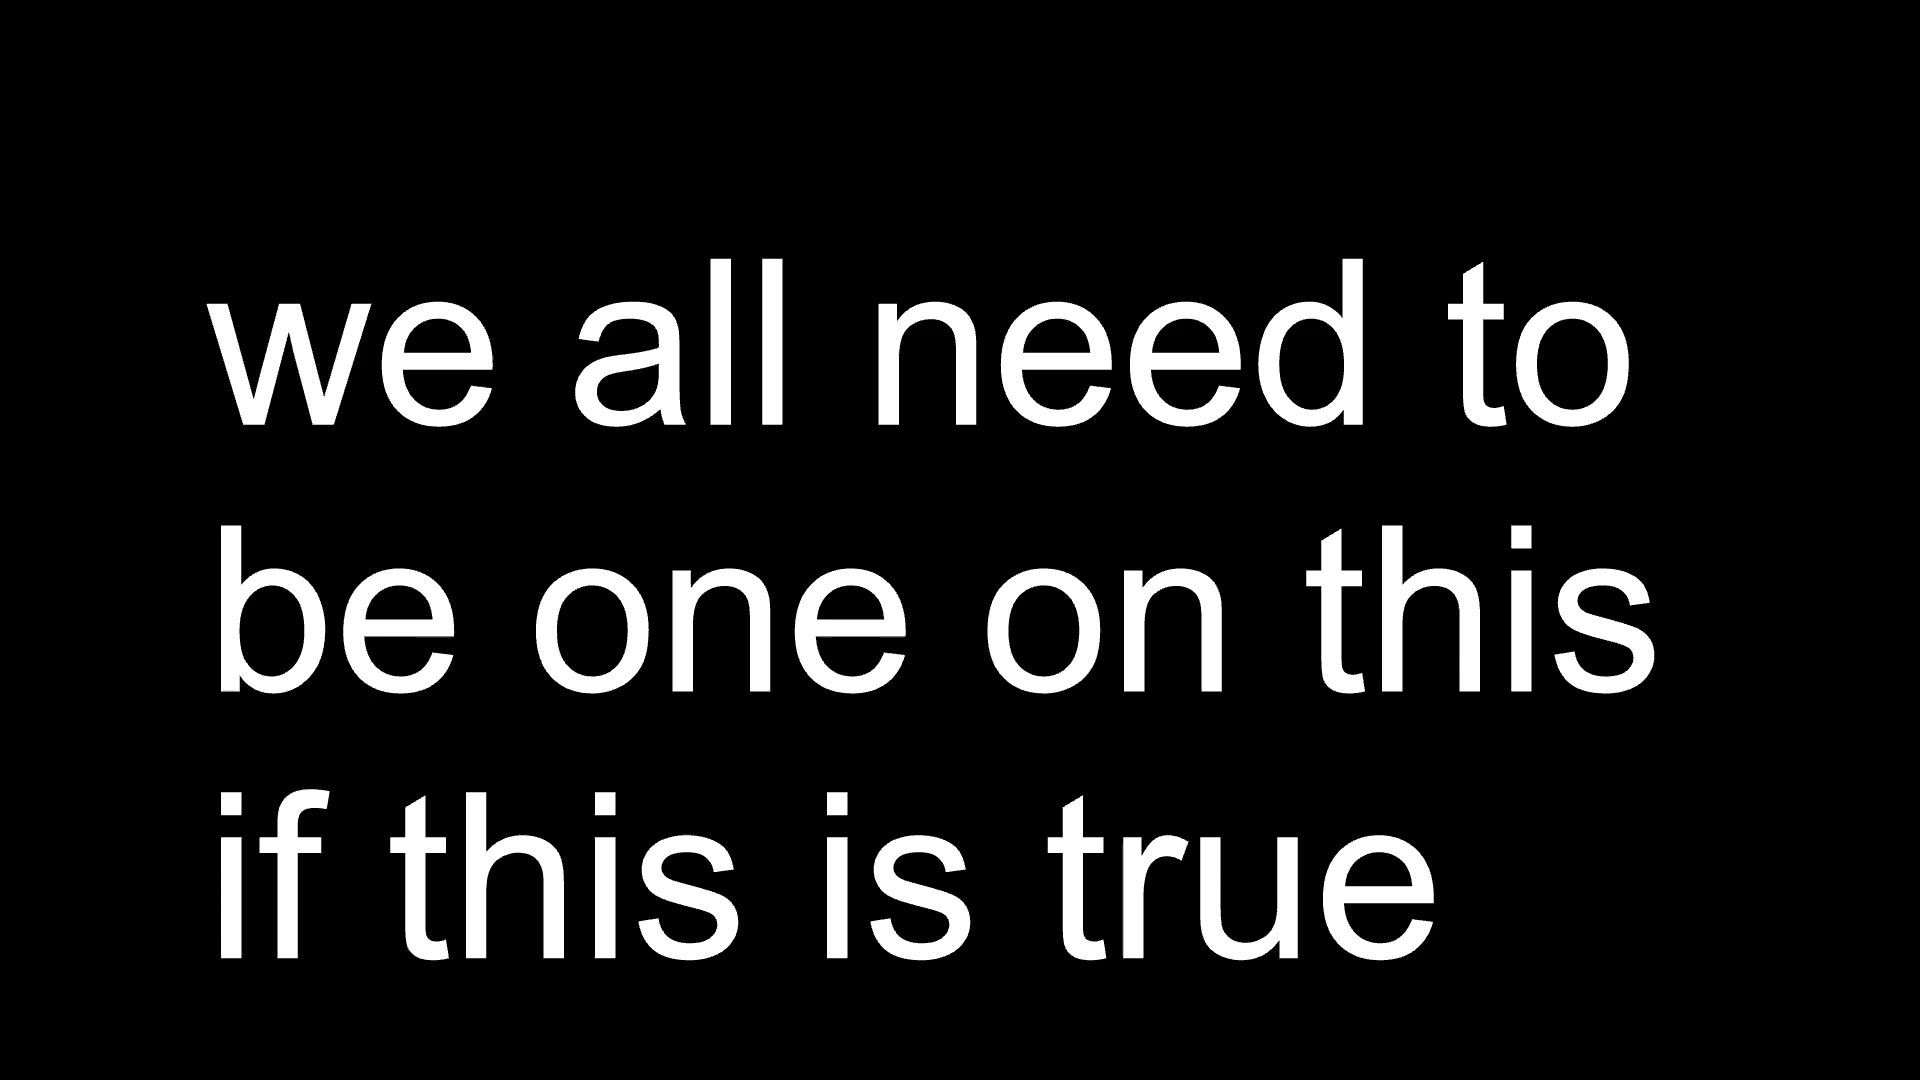 we all need to
be one on this
if this is true